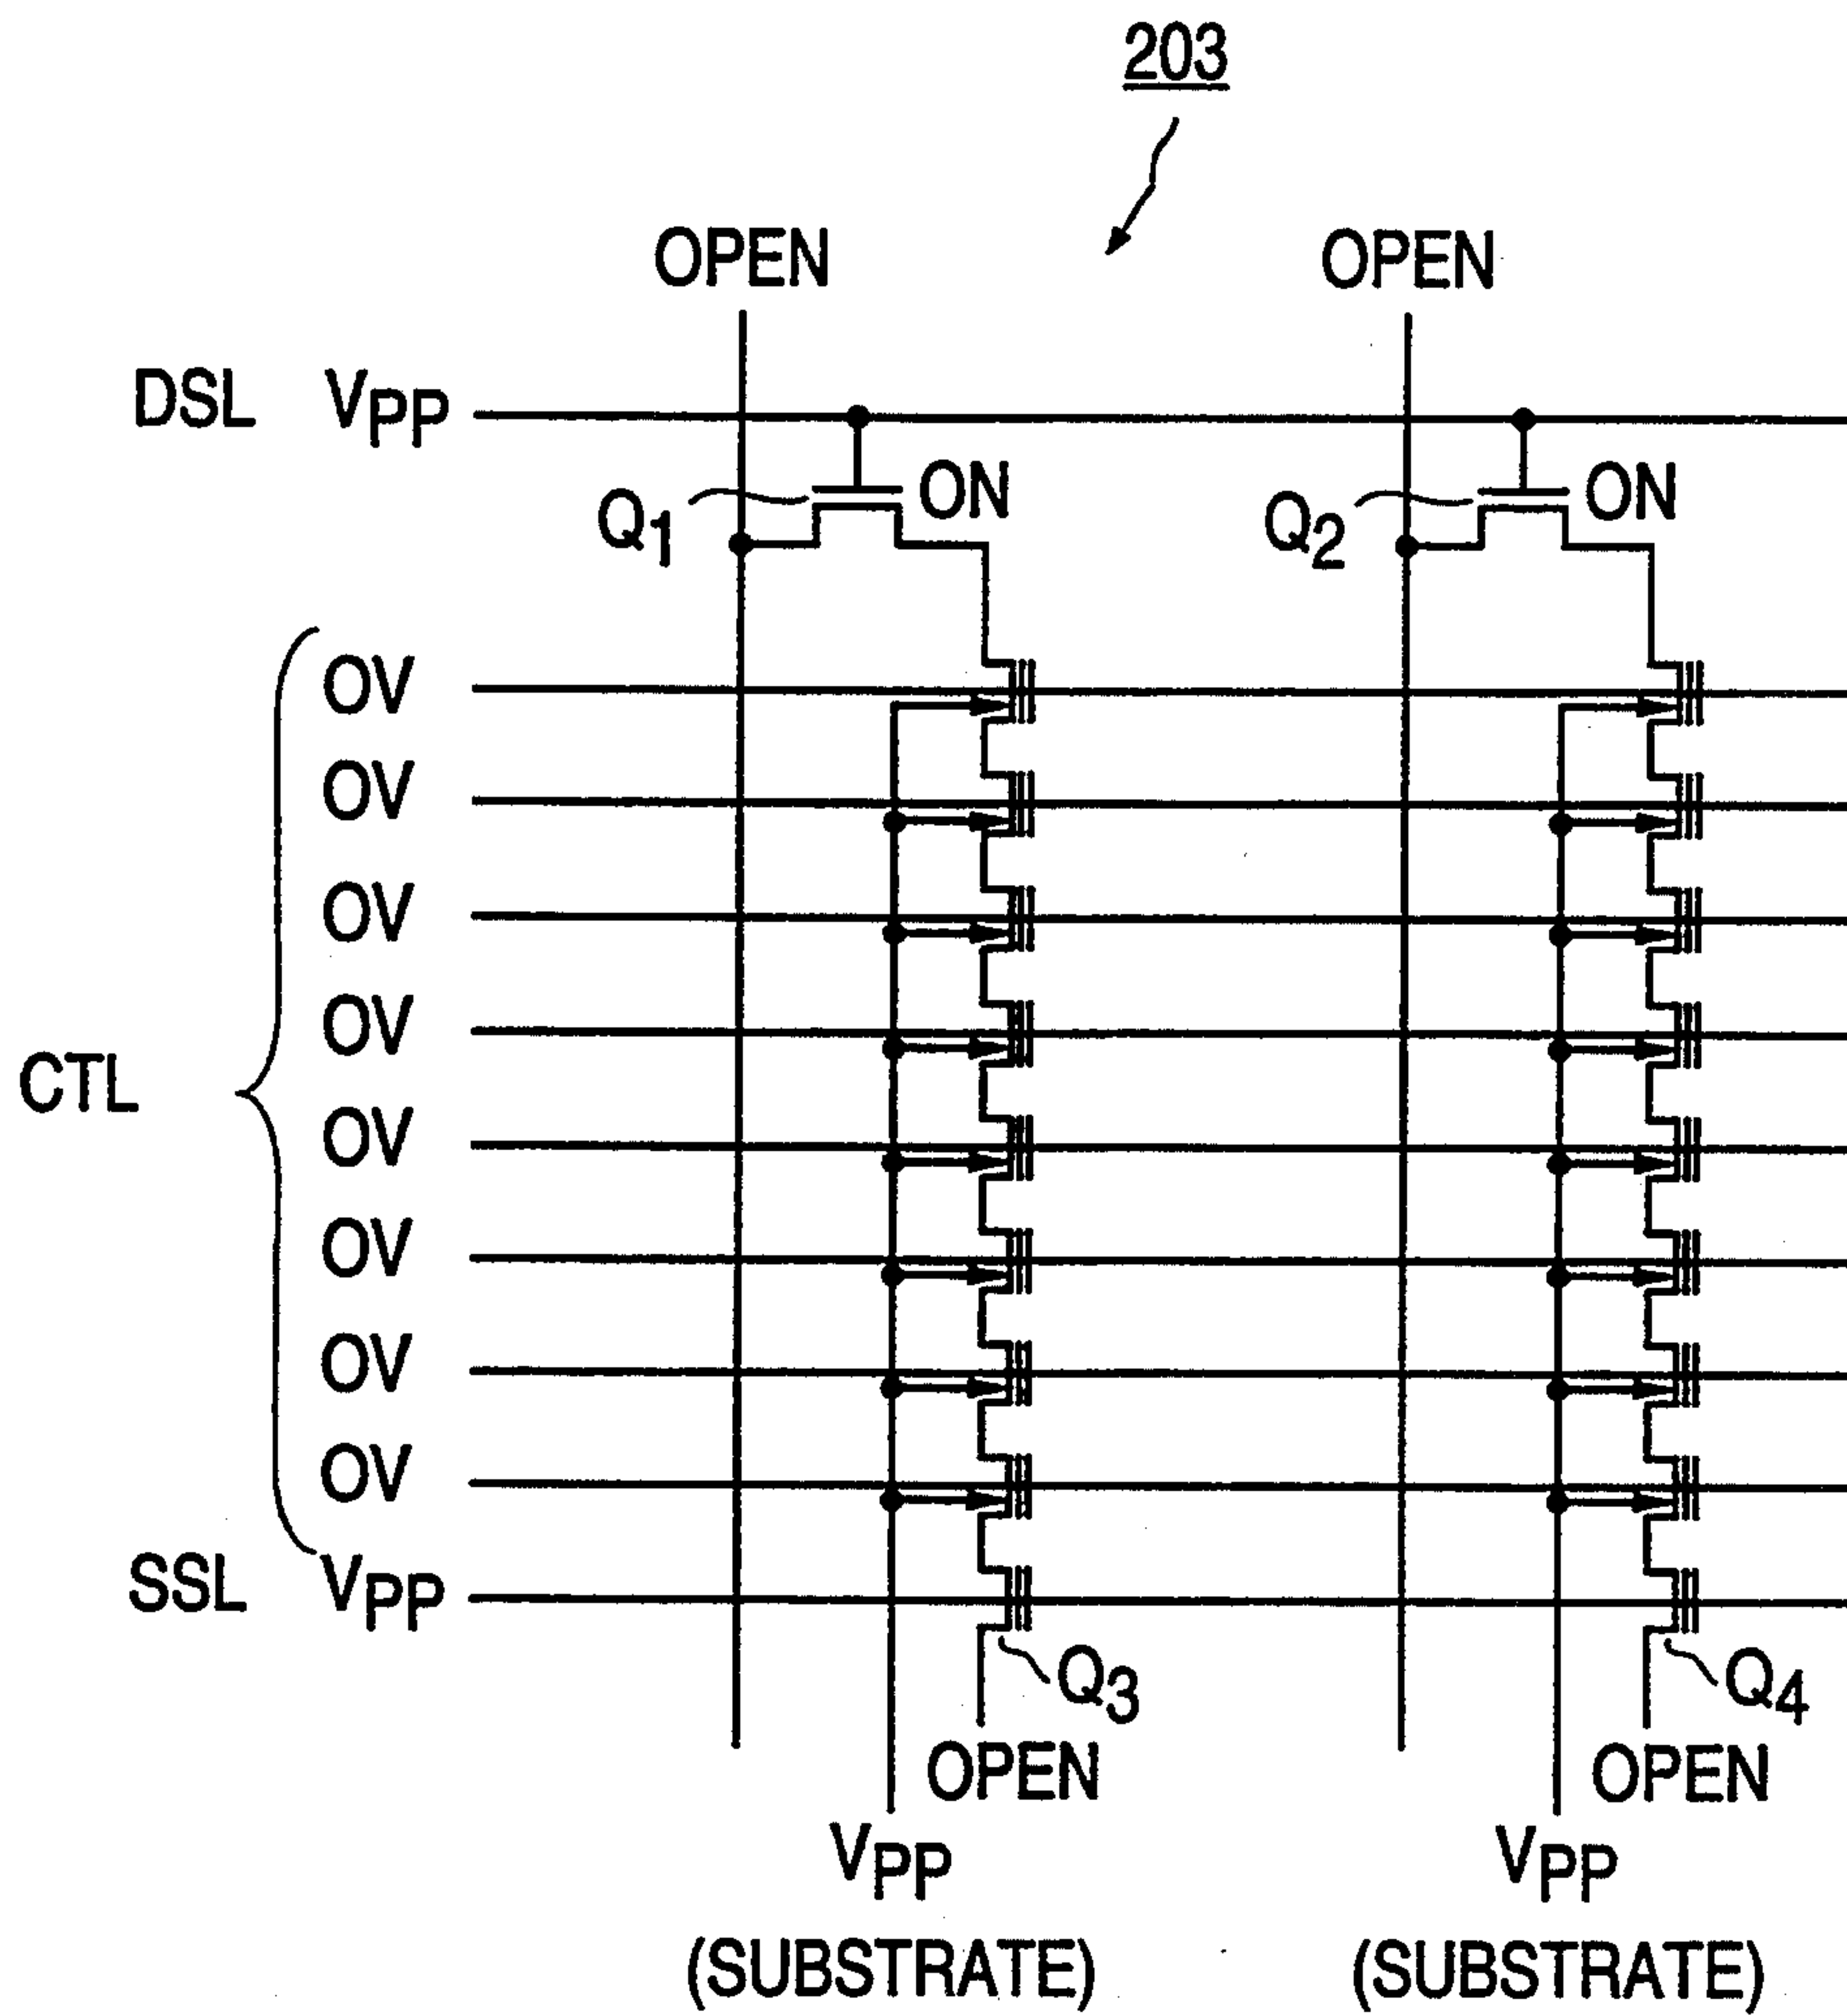 203
OPEN OPEN
DSL VPP
Q1 ON Q2 ON
OV
OV
OV
OV
CTL
OV
OV
OV
OV
SSL VPP
Q3 Q4
OPEN OPEN
VPP VPP
(SUBSTRATE) (SUBSTRATE)